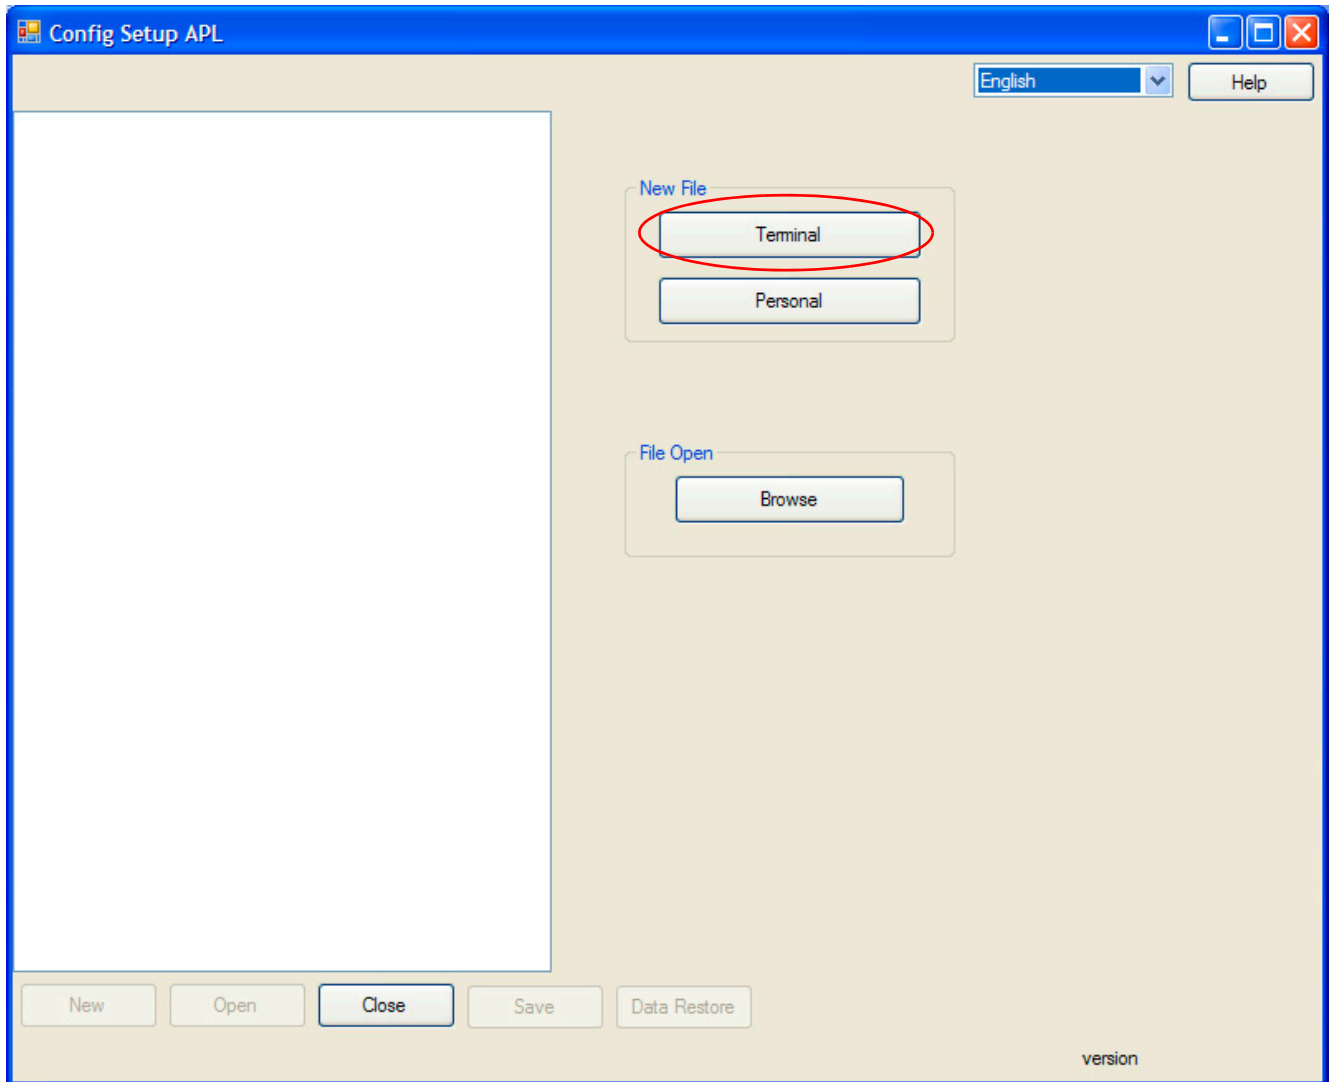 Config Setup APL
English
Help
New File
Terminal
Personal
File Open
Browse
New
Open
Close
Save
Data Restore
version